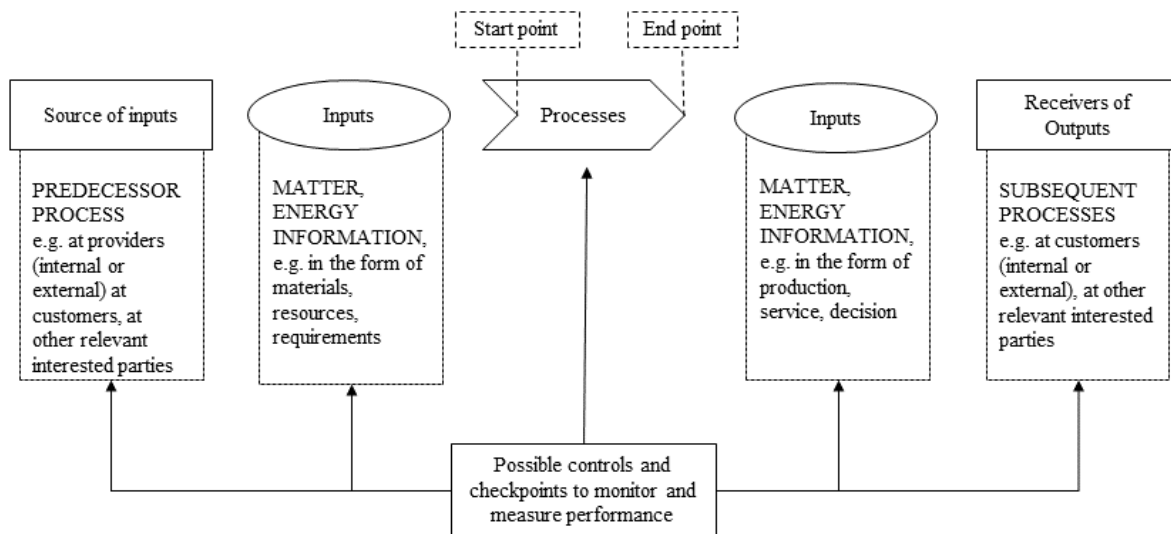 Start point
End point
Source of inputs
Inputs
Processes
Inputs
Receivers of
Outputs
PREDECESSOR
PROCESS
e.g. at providers
(internal or
external) at
customers, at
other relevant
interested parties
MATTER,
ENERGY
INFORMATION,
e.g. in the form of
materials,
resources,
requirements
MATTER,
ENERGY
INFORMATION,
e.g. in the form of
production,
service, decision
SUBSEQUENT
PROCESSES
e.g. at customers
(internal or
external), at other
relevant interested
parties
Possible controls and
checkpoints to monitor and
measure performance